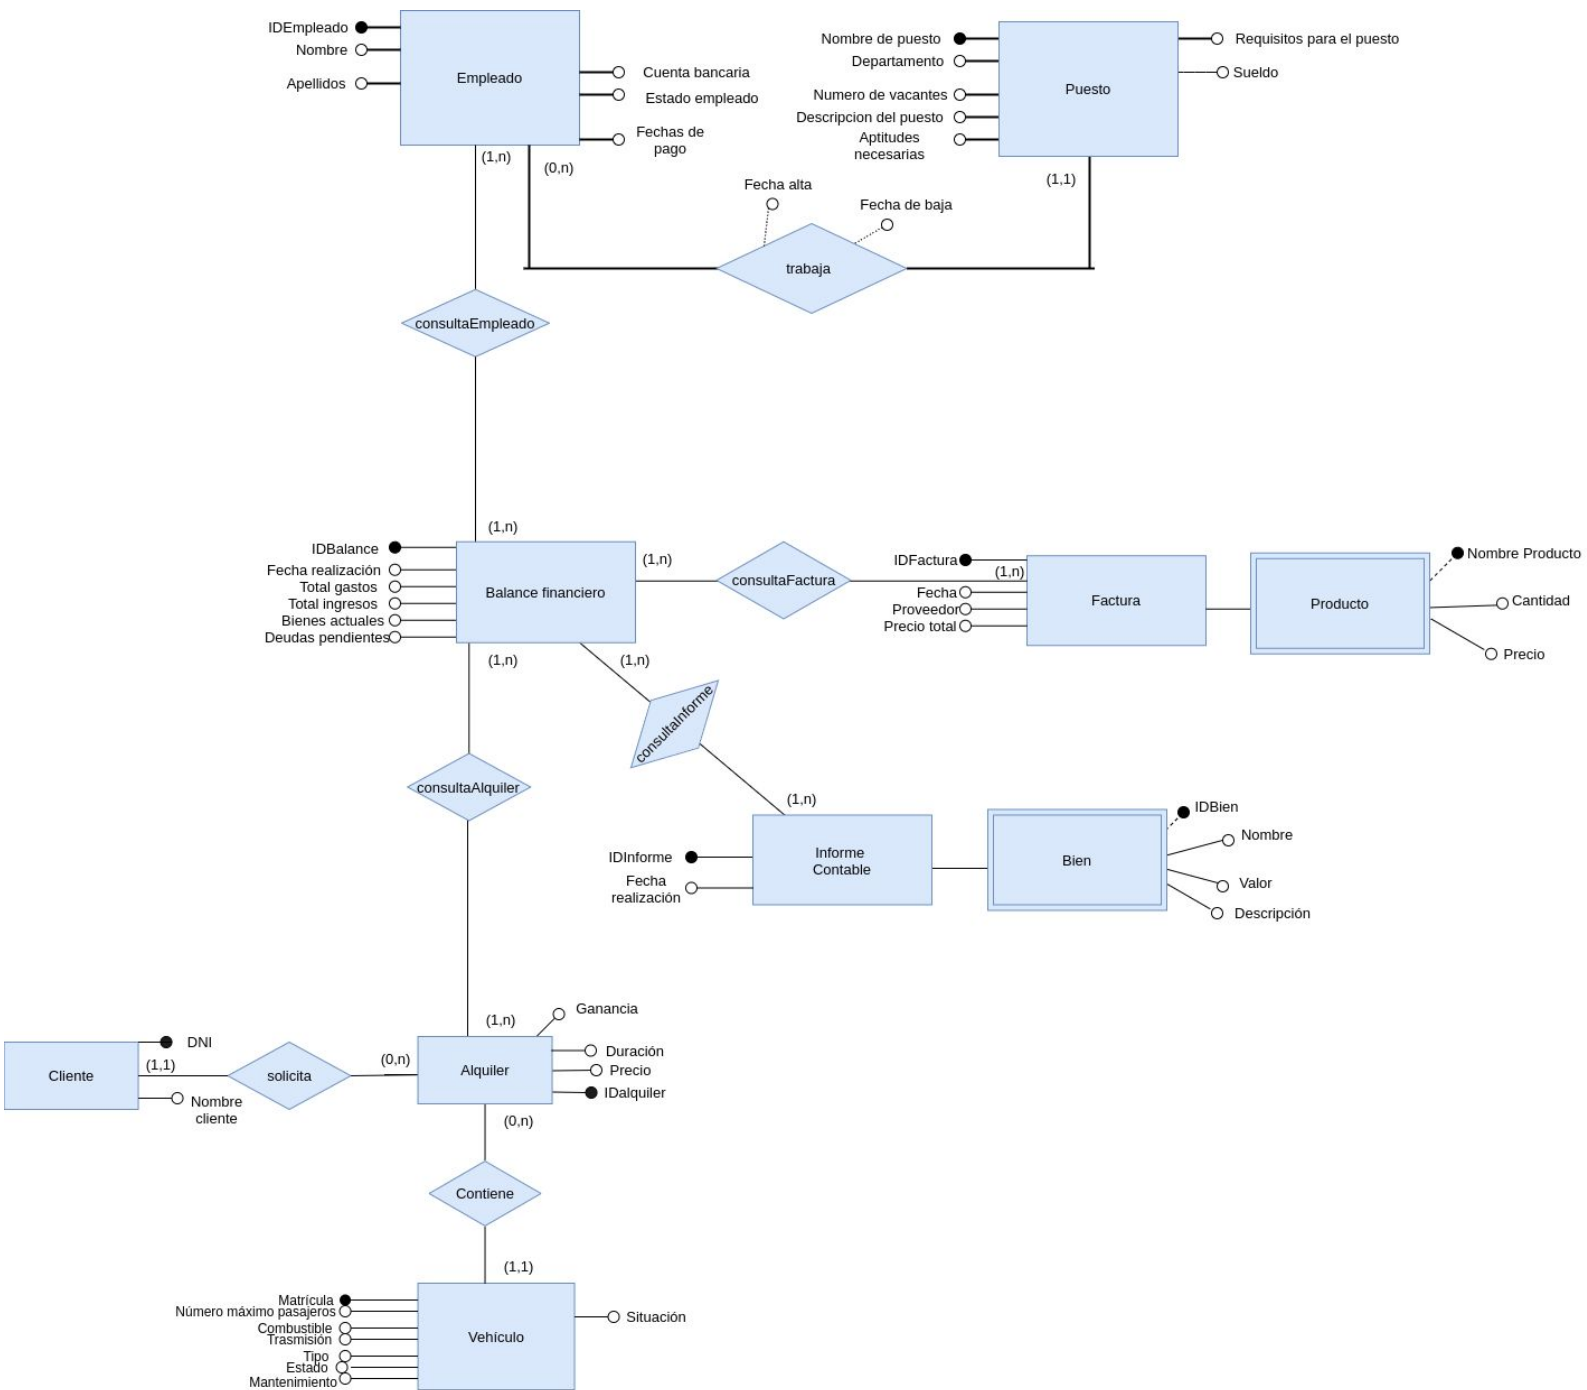 IDEmpleado
Nombre
Apellidos
Empleado
Cuenta bancaria
Estado empleado
Fechas de
pago
Nombre de puesto
Departamento
Numero de vacantes
Descripcion del puesto
Aptitudes
necesarias
Puesto
Requisitos para el puesto
Sueldo
(1,n)
(0,n)
(1,1)
Fecha alta
Fecha de baja
trabaja
consultaEmpleado
(1,n)
IDBalance
Fecha realización
Total gastos
Total ingresos
Bienes actuales
Deudas pendientes
Balance financiero
(1,n)
consultaFactura
IDFactura
(1,n)
Fecha
Proveedor
Precio total
Factura
Producto
Nombre Producto
Cantidad
Precio
(1,n)
(1,n)
consultaInforme
consultaAlquiler
(1,n)
IDInforme
Fecha
realización
Informe
Contable
Bien
IDBien
Nombre
Valor
Descripción
(1,n)
Ganancia
Duración
Precio
IDalquiler
Alquiler
(0,n)
solicita
(1,1)
DNI
Cliente
Nombre
cliente
(0,n)
Contiene
(1,1)
Matrícula
Número máximo pasajeros
Combustible
Trasmisión
Tipo
Estado
Mantenimiento
Vehículo
Situación